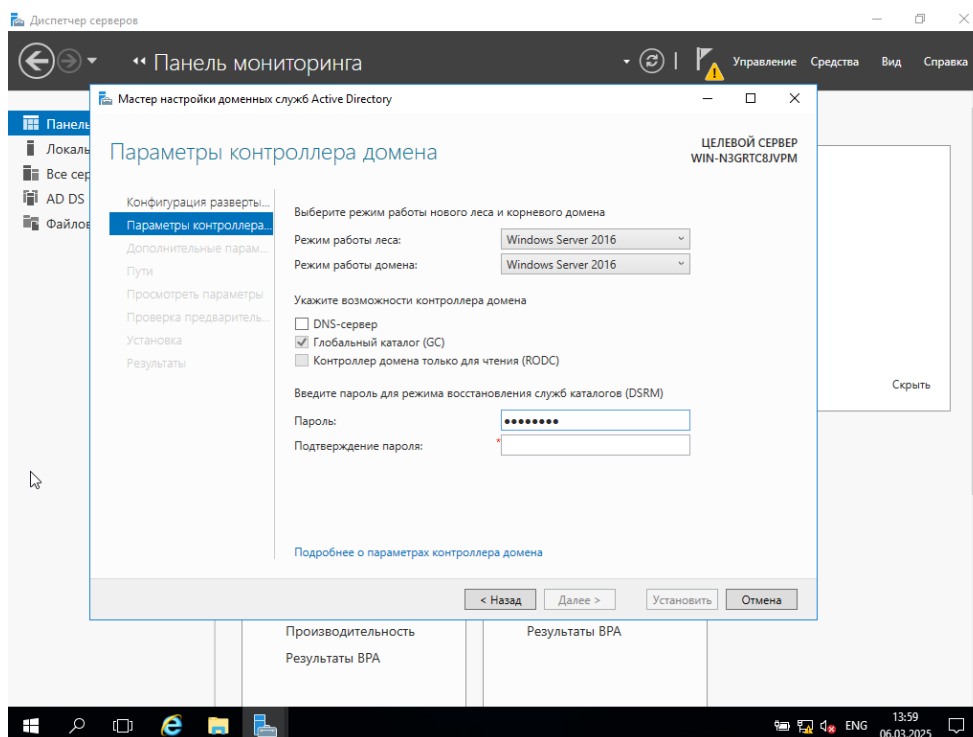 Диспетчер серверов
Панель мониторинга
Управление Средства Вид Справка
Мастер настройки доменных служб Active Directory
Параметры контроллера домена
ЦЕЛЕВОЙ СЕРВЕР
WIN-N3GRTC8JVPM
Панель
Локаль
Все сер
AD DS
Файлов
Конфигурация разверты...
Параметры контроллера...
Дополнительные парам...
Пути
Просмотреть параметры
Проверка предваритель...
Установка
Результаты
Выберите режим работы нового леса и корневого домена
Режим работы леса: Windows Server 2016
Режим работы домена: Windows Server 2016
Укажите возможности контроллера домена
DNS-сервер
Глобальный каталог (GC)
Контроллер домена только для чтения (RODC)
Введите пароль для режима восстановления служб каталогов (DSRM)
Пароль: ••••••••
Подтверждение пароля: *
Подробнее о параметрах контроллера домена
Скрыть
< Назад Далее > Установить Отмена
Производительность
Результаты BPA
Результаты BPA
ENG
13:59
06.03.2025